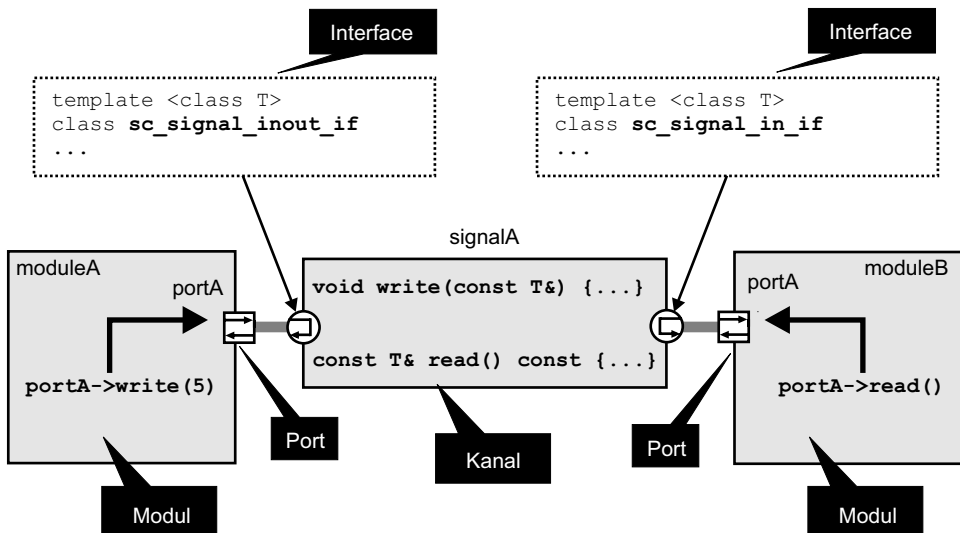 Interface
Interface
template <class T>
class sc_signal_inout_if
...
template <class T>
class sc_signal_in_if
...
signalA
moduleA
portA
portA->write(5)
void write(const T&) {...}
const T& read() const {...}
moduleB
portA
portA->read()
Port
Kanal
Port
Modul
Modul